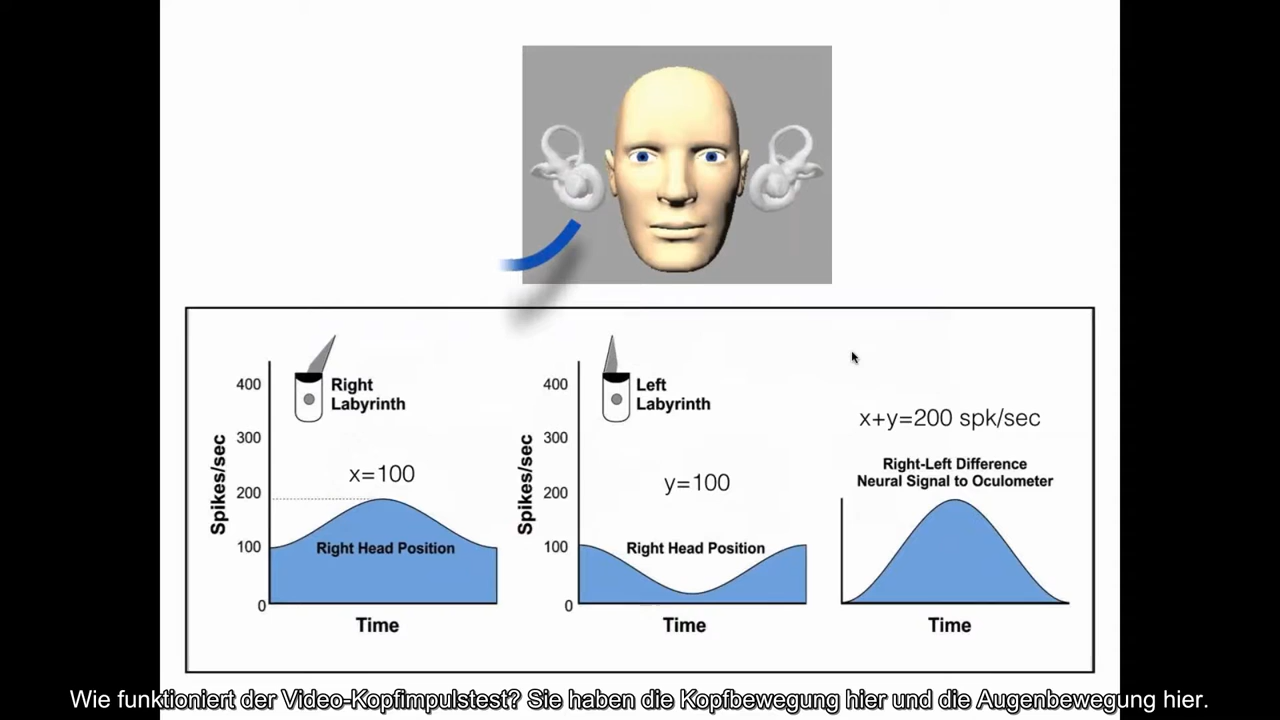 400
300
200
100
0
Spikes/sec
Right
Labyrinth
x=100
Right Head Position
Time
400
300
200
100
0
Spikes/sec
Left
Labyrinth
y=100
Right Head Position
Time
x+y=200 spk/sec
Right-Left Difference
Neural Signal to Oculometer
Time
Wie funktioniert der Video-Kopfimpulstest? Sie haben die Kopfbewegung hier und die Augenbewegung hier.